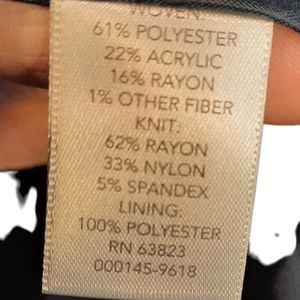 WOVEN:
61% POLYESTER
22% ACRYLIC
16% RAYON
1% OTHER FIBER
KNIT:
62% RAYON
33% NYLON
5% SPANDEX
LINING:
100% POLYESTER
RN 63823
000145-9618